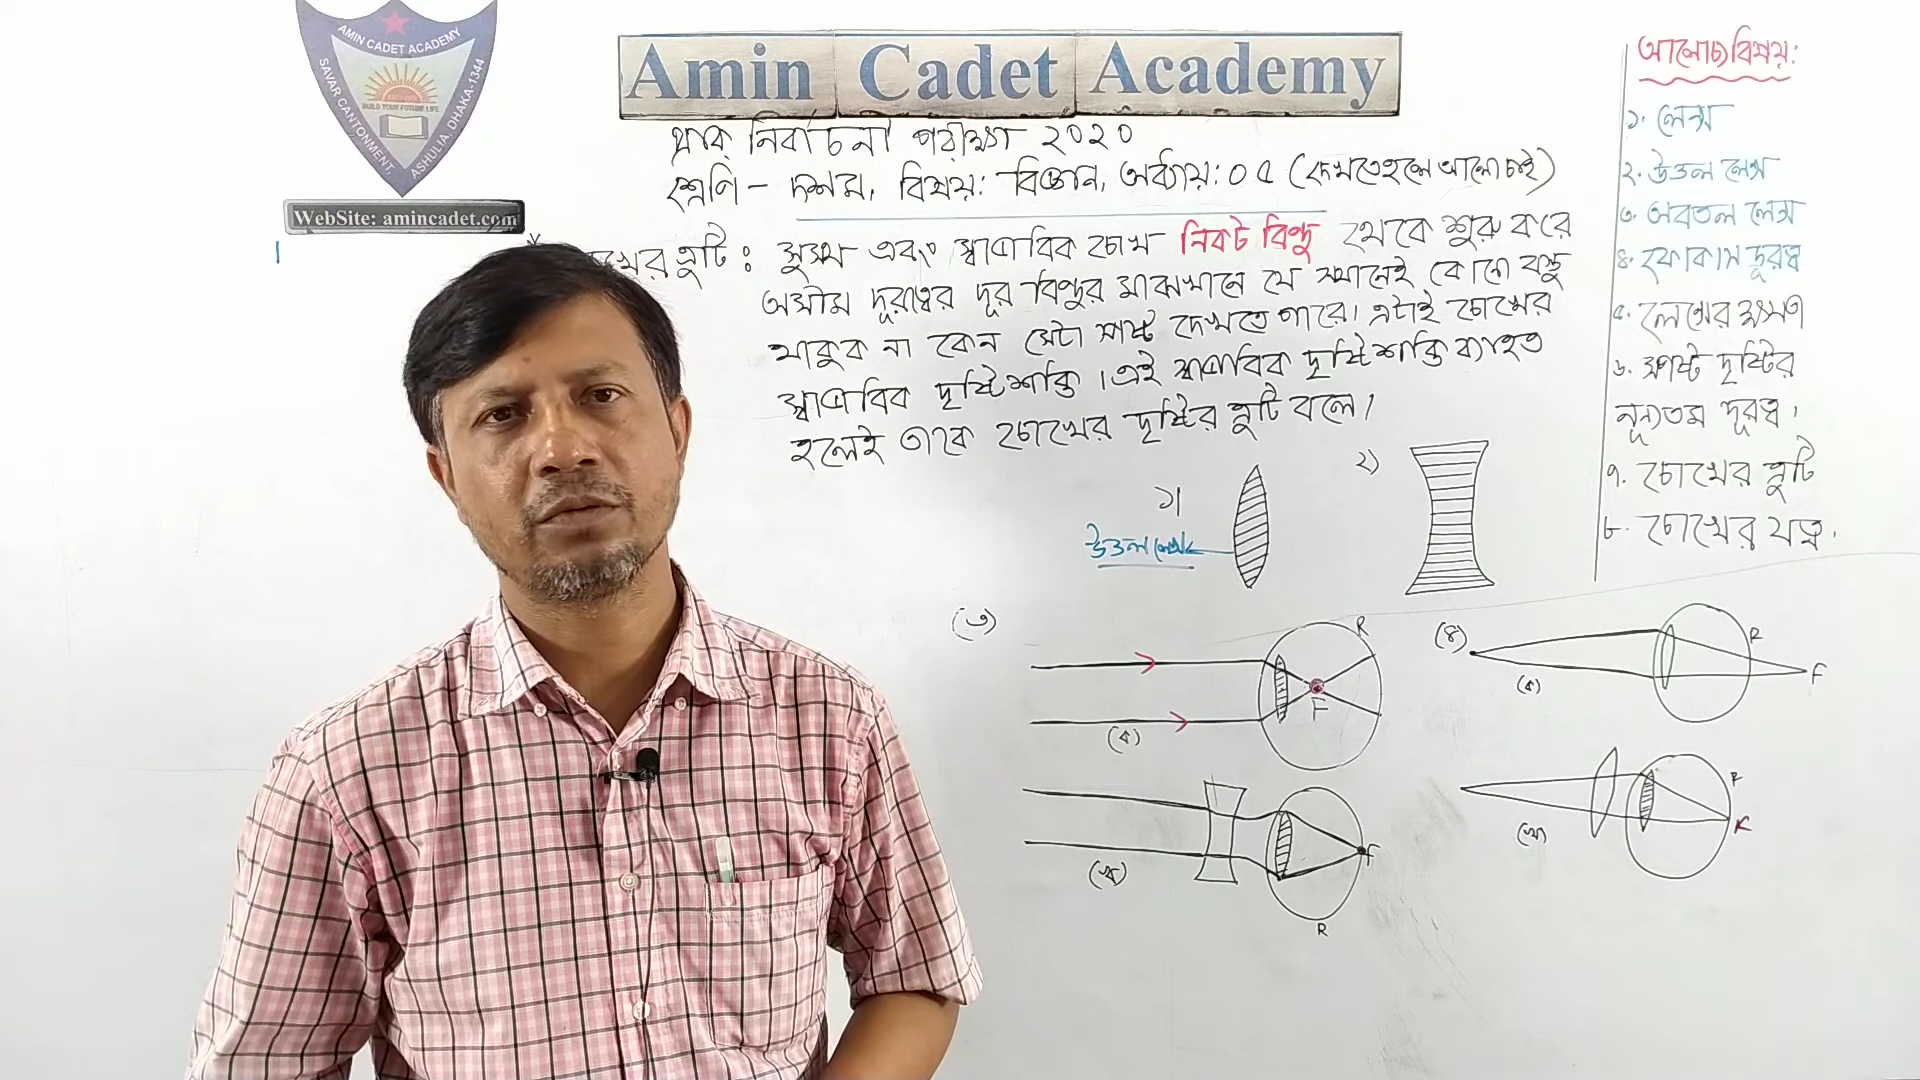 AMIN CADET ACADEMY
SAVAR CANTONMENT,
ASHULIA, DHAKA-1344
BUILD YOUR FUTURE LIFE
WebSite: amincadet.com
Amin Cadet Academy
প্রাক নির্বাচনী পরীক্ষা ২০২০
শ্রেণি - দশম, বিষয়: বিজ্ঞান, অধ্যায়: ০৫ (দেখতে হলে আলো চাই)
ত্রুটি : সুস্থ এবং স্বাভাবিক চোখ নিকট বিন্দু থেকে শুরু করে
অসীম দূরত্বের দূর বিন্দুর মাঝখানে যে স্থানেই কোনো বস্তু
থাকুক না কেন সেটা স্পষ্ট দেখতে পারে। এটাই চোখের
স্বাভাবিক দৃষ্টি শক্তি। এই স্বাভাবিক দৃষ্টি শক্তি ব্যাহত
হলেই তাকে চোখের দৃষ্টির ত্রুটি বলে।
আলোচ্য বিষয়:
১. লেন্স
২. উত্তল লেন্স
৩. অবতল লেন্স
৪. ফোকাস দূরত্ব
৫. লেন্সের ক্ষমতা
৬. স্পষ্ট দৃষ্টির
ন্যূনতম দূরত্ব।
৭. চোখের ত্রুটি
৮. চোখের যত্ন.
১|
উত্তল লেন্স
২)
(৩)
R
F
(ক)
(খ)
F
R
(৪)
R
F
(ক)
(খ)
R